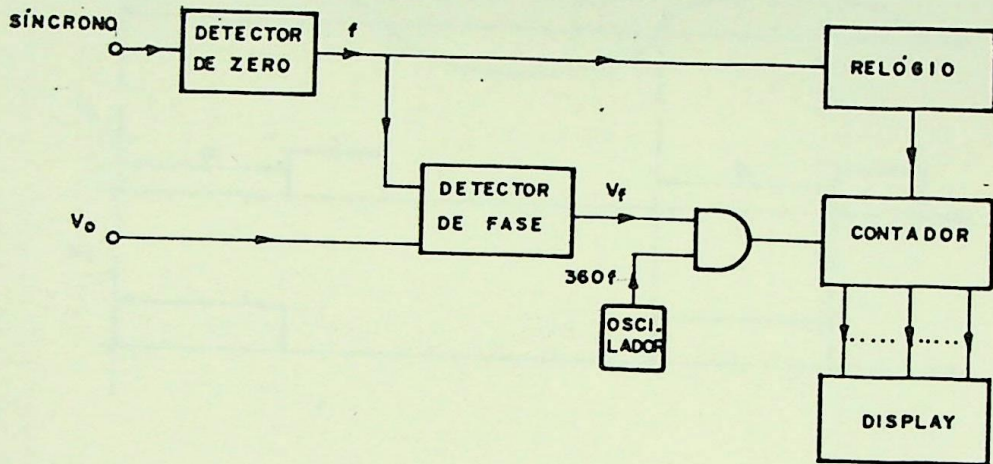 SÍNCRONO
DETECTOR
DE ZERO
f
RELÓGIO
DETECTOR
DE FASE
Vf
Vo
CONTADOR
360f
OSCI-
LADOR
..... .....
DISPLAY